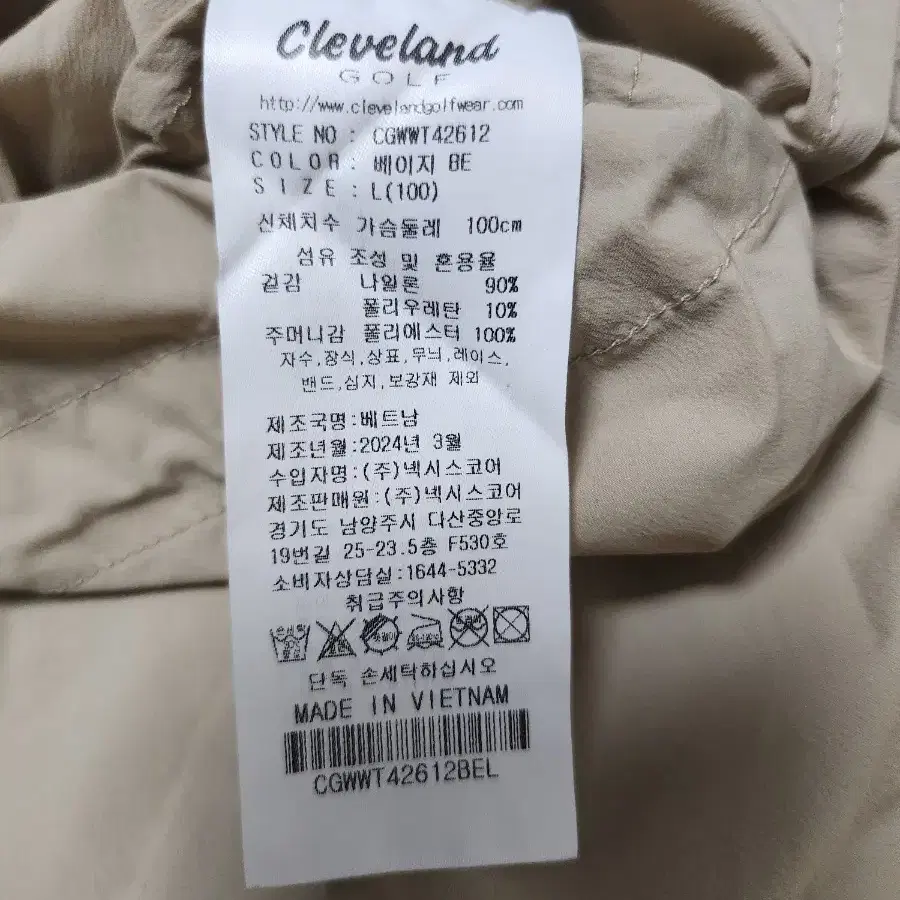 Cleveland
GOLF
http://www.clevelandgolfwear.com
STYLE NO : CGWWT42612
COLOR : 베이지 BE
SIZE : L(100)
신체치수 가슴둘레 100cm
섬유 조성 및 혼용율
겉감 나일론 90%
폴리우레탄 10%
주머니감 폴리에스터 100%
자수,장식,상표,무늬,레이스,
밴드,심지,보강재 제외
제조국명:베트남
제조년월:2024년 3월
수입자명:(주)넥시스코어
제조판매원:(주)넥시스코어
경기도 남양주시 다산중앙로
19번길 25-23.5층 F530호
소비자상담실:1644-5332
취급주의사항
단독 손세탁하십시오
MADE IN VIETNAM
CGWWT42612BEL